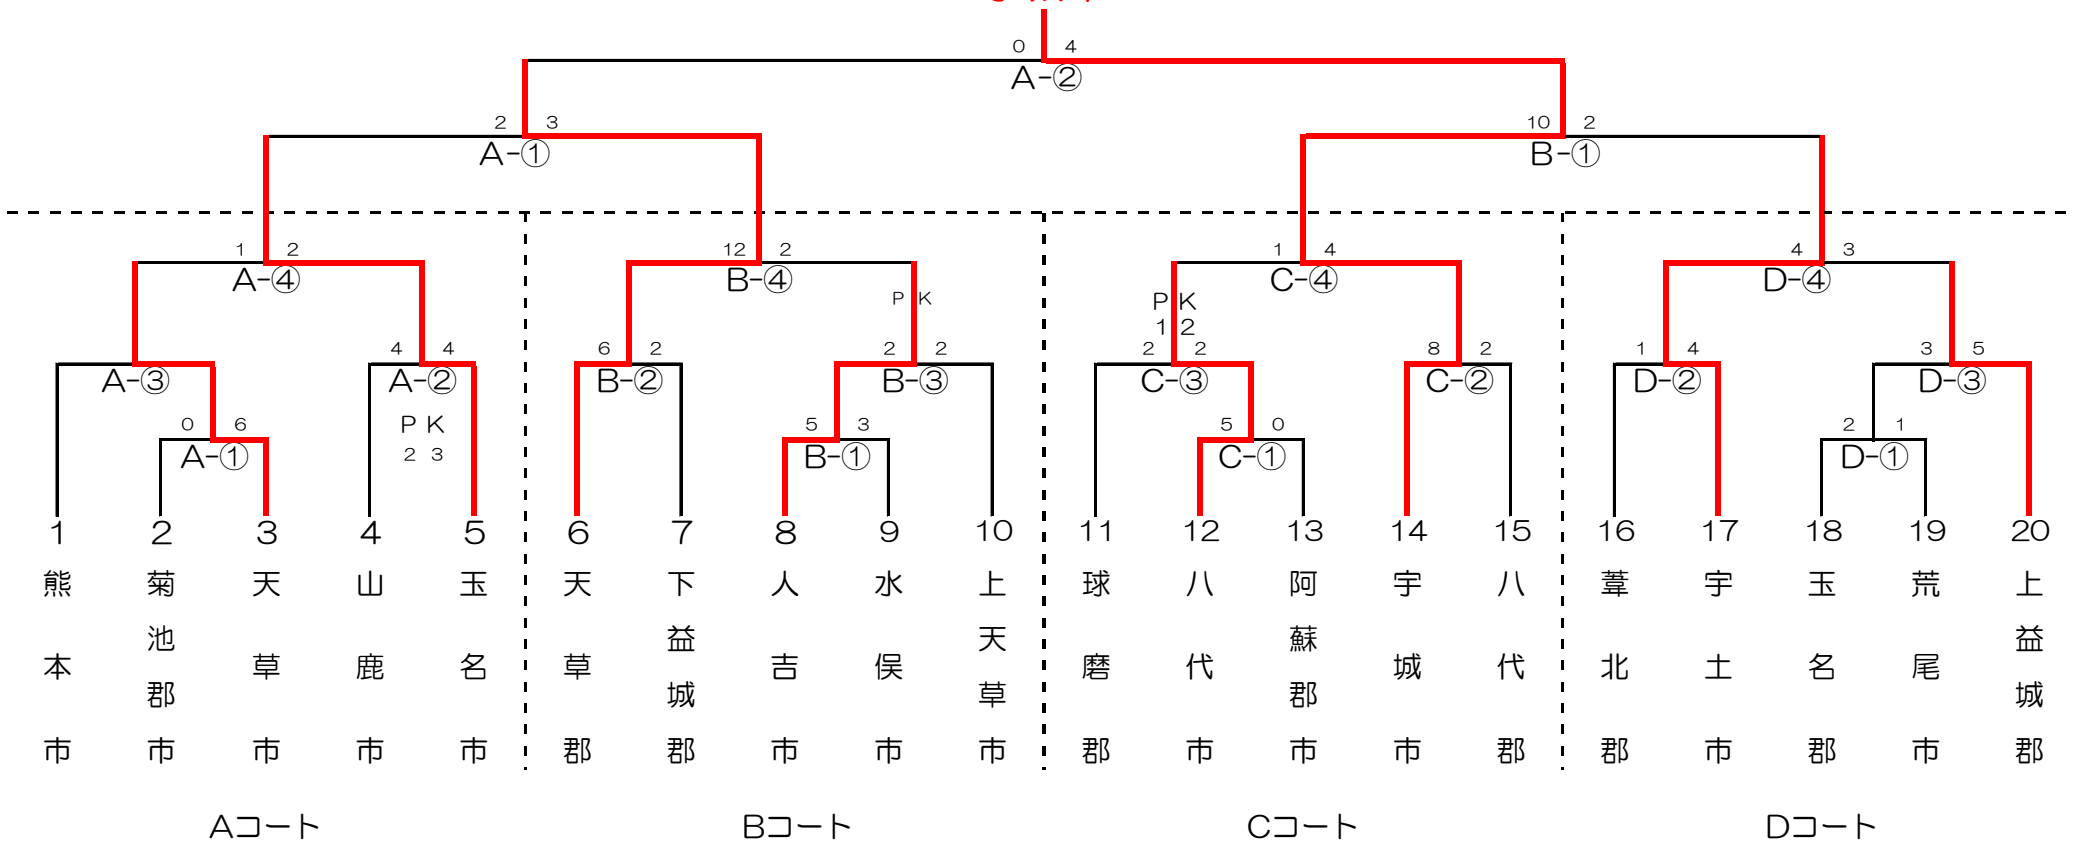 0 4
A-②
2 3
A-①
10 2
B-①
1 2
A-④
12 2
B-④
1 4
C-④
4 3
D-④
PK
PK
12
A-③
4 4
A-②
6 2
B-②
2 2
B-③
2 2
C-③
8 2
C-②
1 4
D-②
3 5
D-③
PK
2 3
0 6
A-①
5 3
B-①
5 0
C-①
2 1
D-①
1 2 3 4 5 6 7 8 9 10 11 12 13 14 15 16 17 18 19 20
熊本市
菊池郡市
天草市
山鹿市
玉名市
天草郡
下益城郡
人吉市
水俣市
上天草市
球磨郡
八代市
阿蘇郡市
宇城市
八代郡
葦北郡
宇土市
玉名郡
荒尾市
上益城郡
Aコート
Bコート
Cコート
Dコート